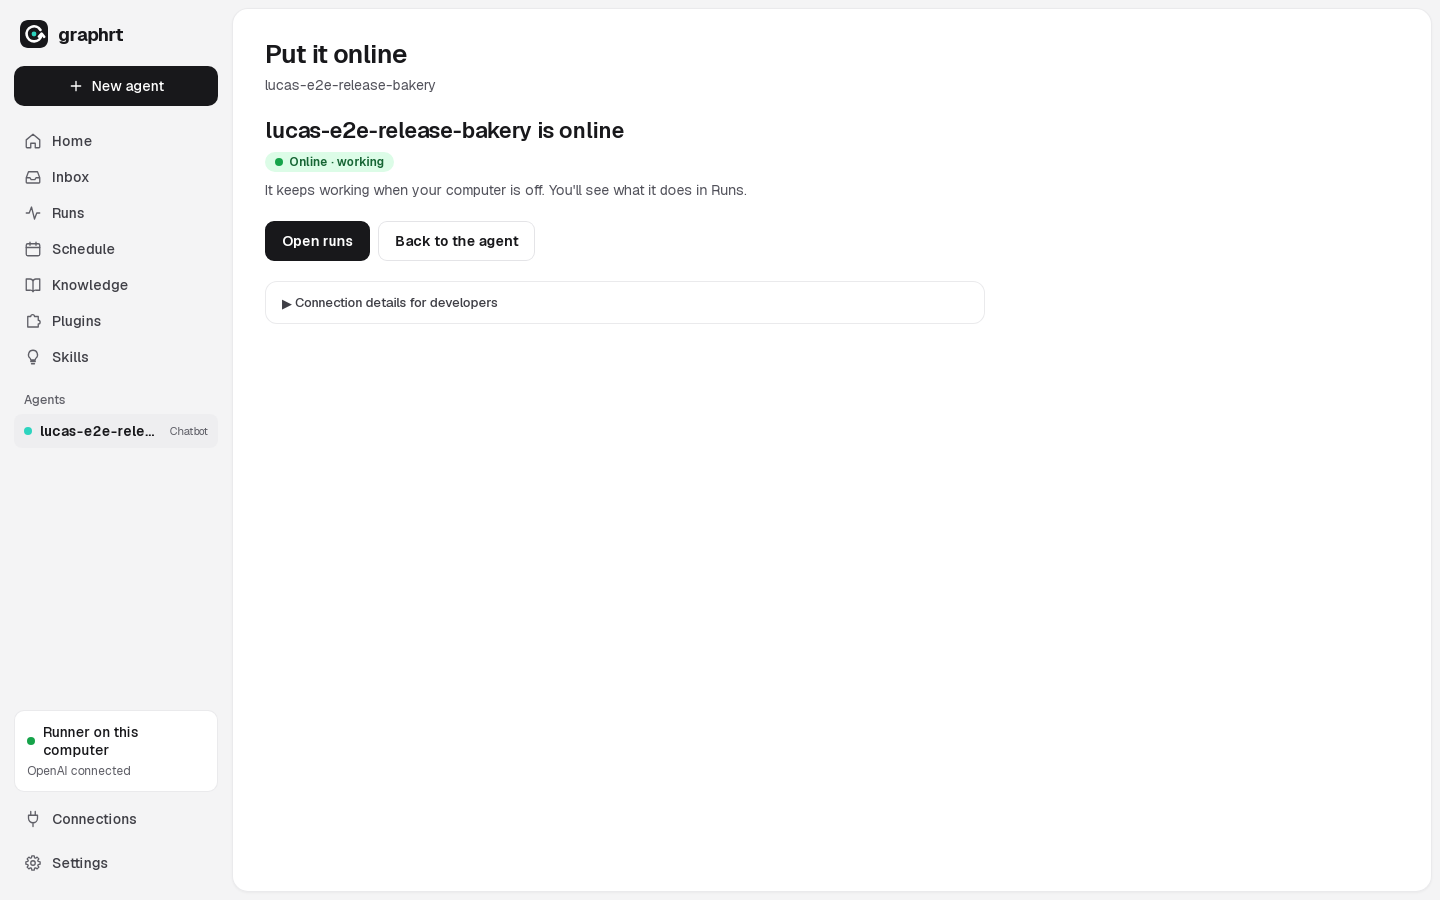 graphrt
New agent
Home
Inbox
Runs
Schedule
Knowledge
Plugins
Skills
Agents
lucas-e2e-rele... Chatbot
Runner on this
computer
OpenAI connected
Connections
Settings
Put it online
lucas-e2e-release-bakery
lucas-e2e-release-bakery is online
Online · working
It keeps working when your computer is off. You'll see what it does in Runs.
Open runs
Back to the agent
▶ Connection details for developers